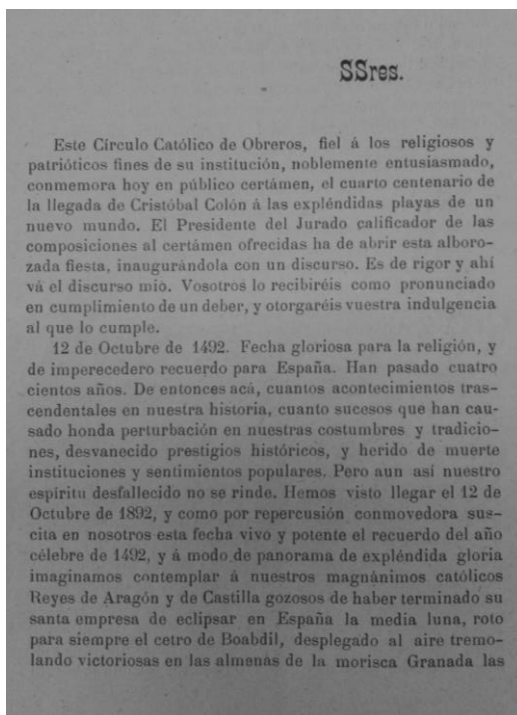 SSres.
Este Círculo Católico de Obreros, fiel á los religiosos y
patrióticos fines de su institución, noblemente entusiasmado,
conmemora hoy en público certámen, el cuarto centenario de
la llegada de Cristóbal Colón á las expléndidas playas de un
nuevo mundo. El Presidente del Jurado calificador de las
composiciones al certámen ofrecidas ha de abrir esta alboro-
zada fiesta, inaugurándola con un discurso. Es de rigor y ahí
vá el discurso mio. Vosotros lo recibiréis como pronunciado
en cumplimiento de un deber, y otorgaréis vuestra indulgencia
al que lo cumple.
12 de Octubre de 1492. Fecha gloriosa para la religión, y
de imperecedero recuerdo para España. Han pasado cuatro
cientos años. De entonces acá, cuantos acontecimientos tras-
cendentales en nuestra historia, cuanto sucesos que han cau-
sado honda perturbación en nuestras costumbres y tradicio-
nes, desvanecido prestigios históricos, y herido de muerte
instituciones y sentimientos populares. Pero aun así nuestro
espíritu desfallecido no se rinde. Hemos visto llegar el 12 de
Octubre de 1892, y como por repercusión conmovedora sus-
cita en nosotros esta fecha vivo y potente el recuerdo del año
célebre de 1492, y á modo de panorama de expléndida gloria
imaginamos contemplar á nuestros magnánimos católicos
Reyes de Aragón y de Castilla gozosos de haber terminado su
santa empresa de eclipsar en España la media luna, roto
para siempre el cetro de Boabdil, desplegado al aire tremo-
lando victoriosas en las almenas de la morisca Granada las